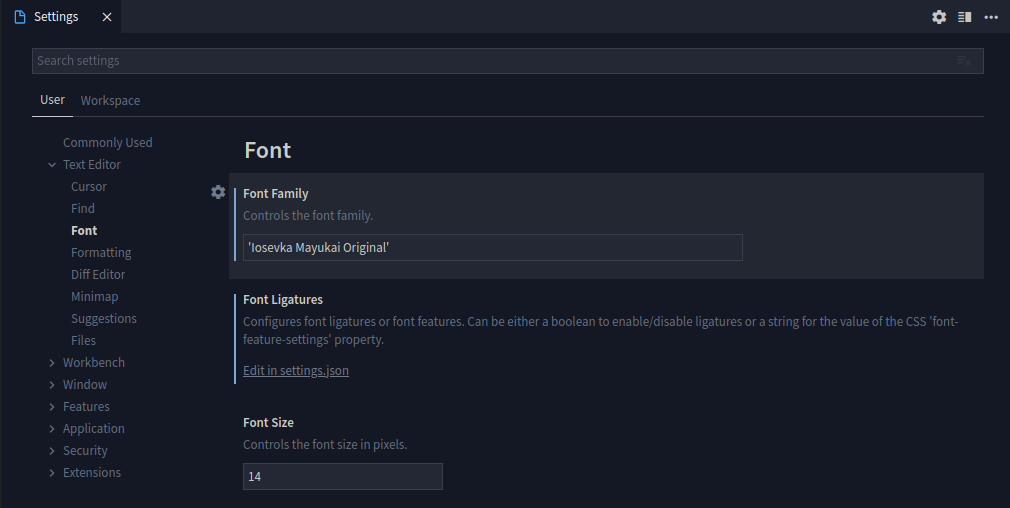 Settings
Search settings
User Workspace
Commonly Used
Text Editor
Cursor
Find
Font
Formatting
Diff Editor
Minimap
Suggestions
Files
Workbench
Window
Features
Application
Security
Extensions
Font
Font Family
Controls the font family.
'Iosevka Mayukai Original'
Font Ligatures
Configures font ligatures or font features. Can be either a boolean to enable/disable ligatures or a string for the value of the CSS 'font-
feature-settings' property.
Edit in settings.json
Font Size
Controls the font size in pixels.
14